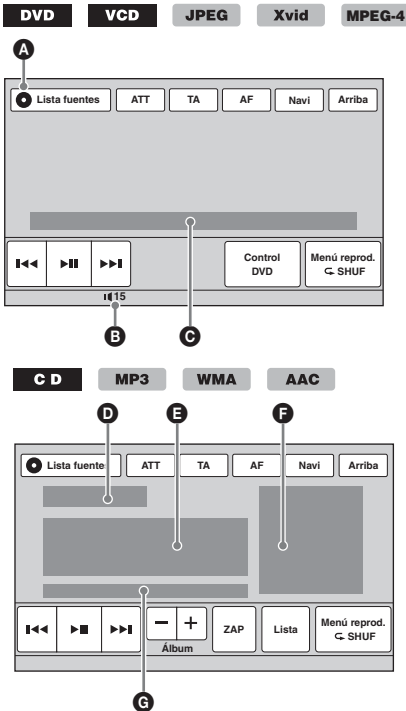 DVD VCD JPEG Xvid MPEG-4
A
Lista fuentes ATT TA AF Navi Arriba
Control DVD Menú reprod. SHUF
15
B C
CD MP3 WMA AAC
D E F
Lista fuentes ATT TA AF Navi Arriba
Álbum ZAP Lista Menú reprod. SHUF
G